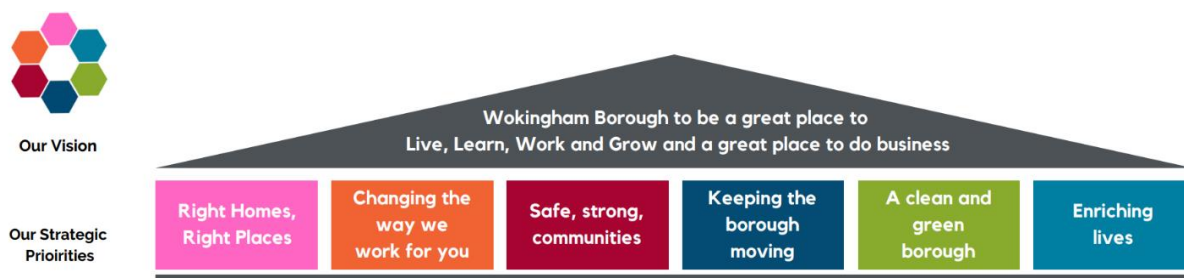 Our Vision
Wokingham Borough to be a great place to
Live, Learn, Work and Grow and a great place to do business
Our Strategic
Prioirities
Right Homes,
Right Places
Changing the
way we
work for you
Safe, strong,
communities
Keeping the
borough
moving
A clean and
green
borough
Enriching
lives